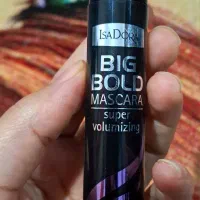 IsaDora
BIG
BOLD
MASCARA
super
volumizing